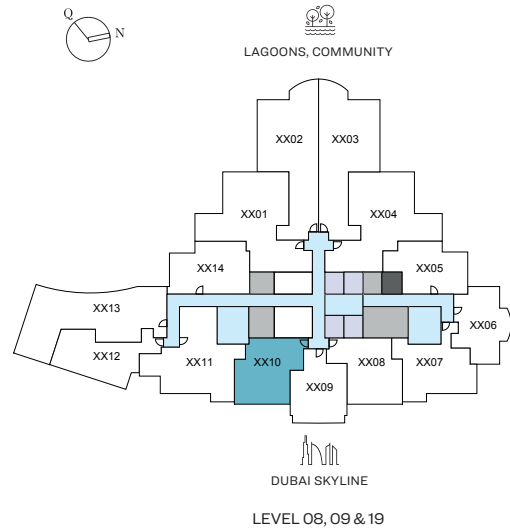 Q
N
LAGOONS, COMMUNITY
XX02 XX03
XX01 XX04
XX14 XX05
XX13 XX06
XX12 XX11 XX10 XX08 XX07
XX09
DUBAI SKYLINE
LEVEL 08, 09 & 19